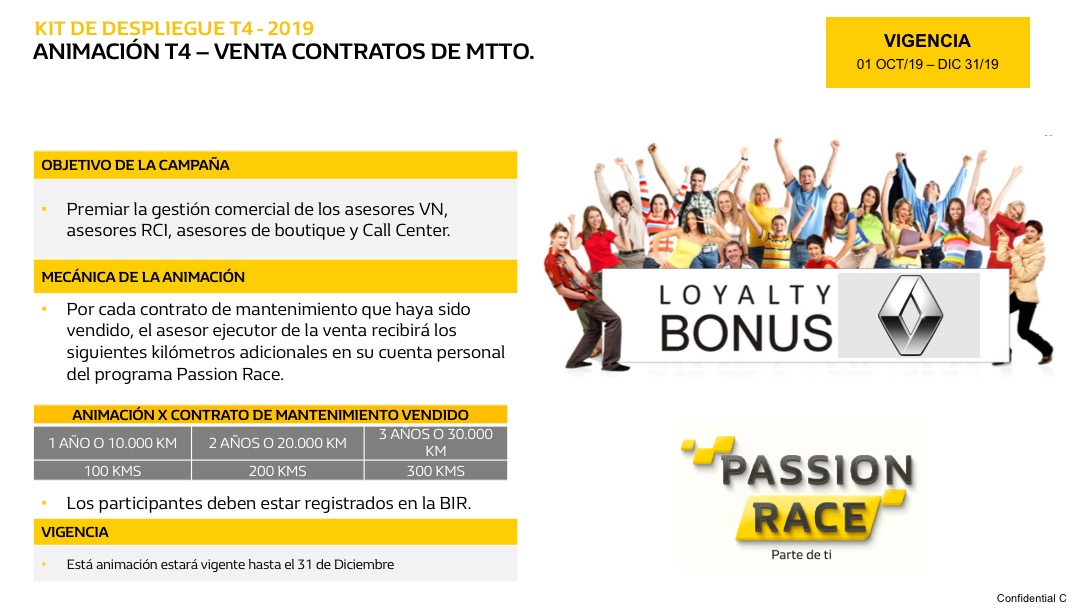 KIT DE DESPLIEGUE T4 - 2019
ANIMACIÓN T4 – VENTA CONTRATOS DE MTTO.
VIGENCIA
01 OCT/19 – DIC 31/19
OBJETIVO DE LA CAMPAÑA
• Premiar la gestión comercial de los asesores VN,
asesores RCI, asesores de boutique y Call Center.
MECÁNICA DE LA ANIMACIÓN
• Por cada contrato de mantenimiento que haya sido
vendido, el asesor ejecutor de la venta recibirá los
siguientes kilómetros adicionales en su cuenta personal
del programa Passion Race.
ANIMACIÓN X CONTRATO DE MANTENIMIENTO VENDIDO
1 AÑO O 10.000 KM
2 AÑOS O 20.000 KM
3 AÑOS O 30.000
KM
100 KMS
200 KMS
300 KMS
• Los participantes deben estar registrados en la BIR.
VIGENCIA
• Está animación estará vigente hasta el 31 de Diciembre
LOYALTY
BONUS
PASSION
RACE
Parte de ti
Confidential C